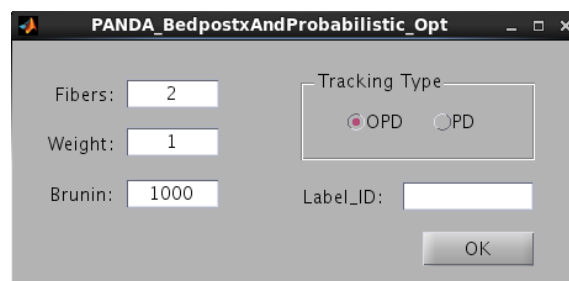 PANDA_BedpostxAndProbabilistic_Opt
Fibers: 2
Weight: 1
Brunin: 1000
Tracking Type
OPD PD
Label_ID:
OK